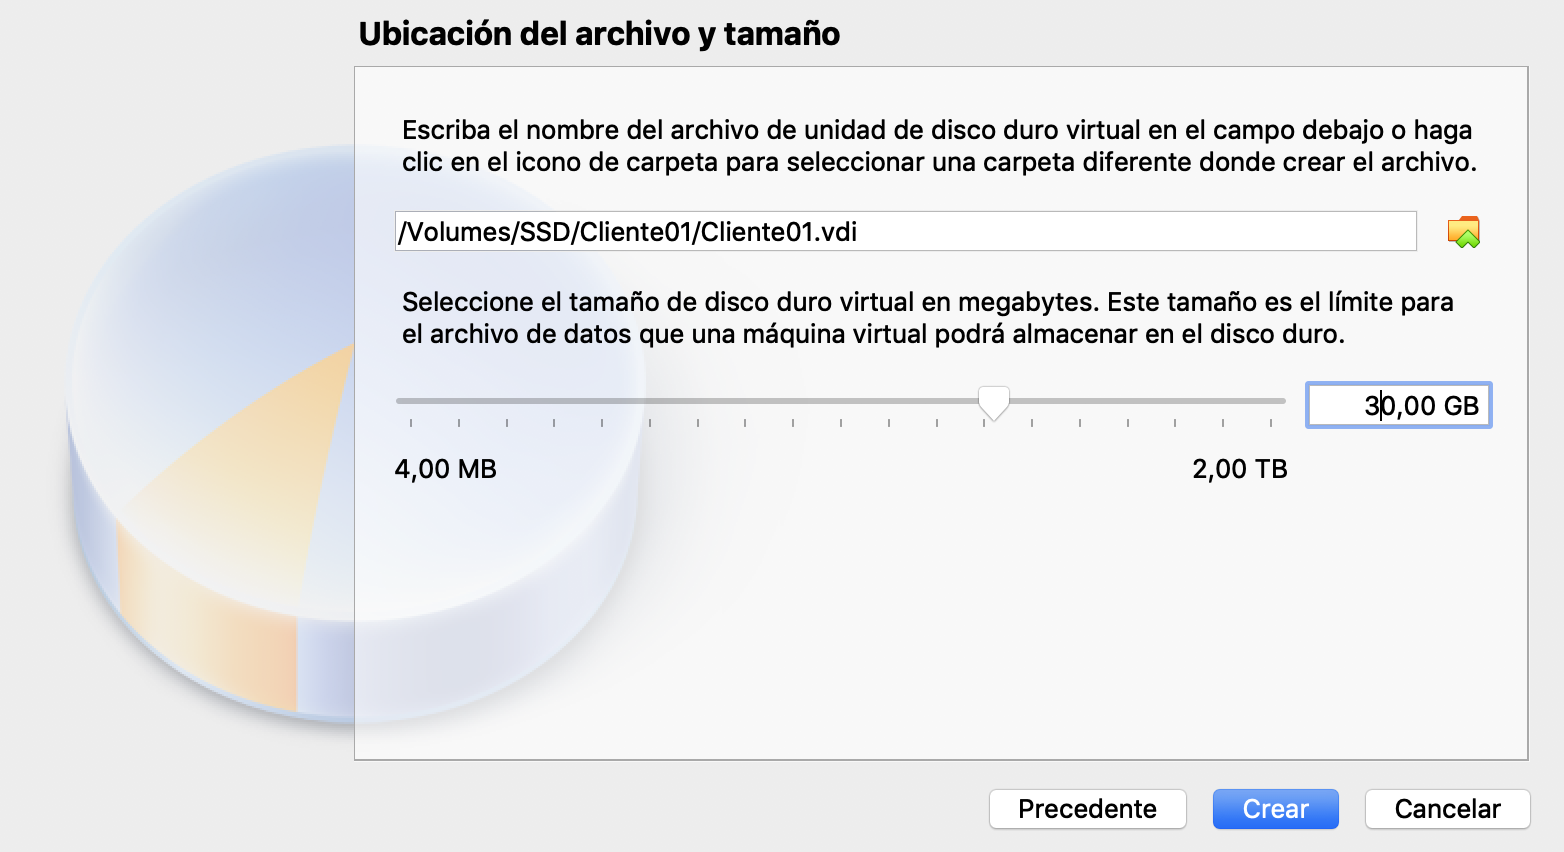 Ubicación del archivo y tamaño
Escriba el nombre del archivo de unidad de disco duro virtual en el campo debajo o haga
clic en el icono de carpeta para seleccionar una carpeta diferente donde crear el archivo.
/Volumes/SSD/Cliente01/Cliente01.vdi
Seleccione el tamaño de disco duro virtual en megabytes. Este tamaño es el límite para
el archivo de datos que una máquina virtual podrá almacenar en el disco duro.
30,00 GB
4,00 MB
2,00 TB
Precedente
Crear
Cancelar